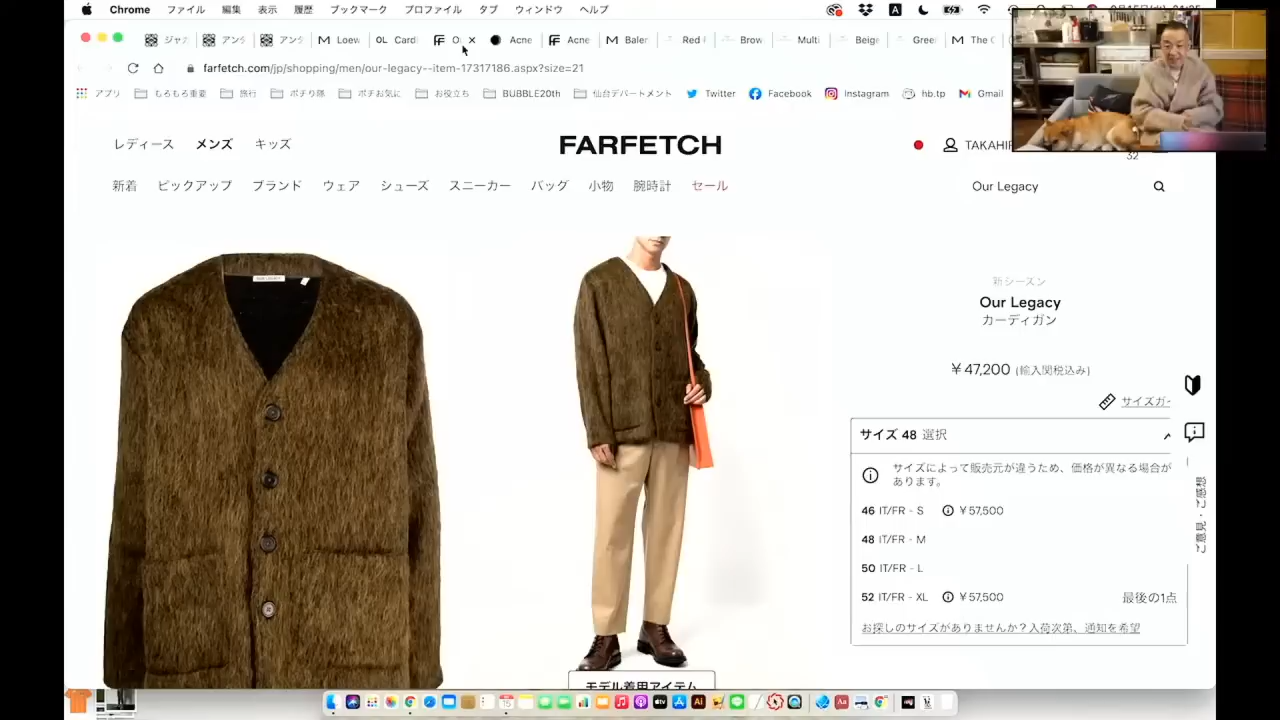 Chrome ファイル 編集 表示 履歴 ブックマーク プロファイル タブ ウィンドウ ヘルプ
Loew Card Acne Acne Baler Red Brow Multi Beige Gree The
farfetch.com/jp/shopping/men/our-legacy--item-17317186.aspx?size=21
アプリ もろもろ重要 旅行 ポチ用 ポチお気に お役立ち BUBBLE20th 仙台デパートメント Twitter Facebook Instagram hb.tp Gmail
レディース メンズ キッズ
FARFETCH
32
新着 ピックアップ ブランド ウェア シューズ スニーカー バッグ 小物 腕時計 セール
Our Legacy
新シーズン
Our Legacy
カーディガン
￥47,200 (輸入関税込み)
サイズガ
サイズ 48 選択
サイズによって販売元が違うため、価格が異なる場合が
あります。
46 IT/FR - S ￥57,500
48 IT/FR - M
50 IT/FR - L
52 IT/FR - XL ￥57,500 最後の1点
お探しのサイズがありませんか？入荷次第、通知を希望
ご意見・ご感想
モデル着用アイテム